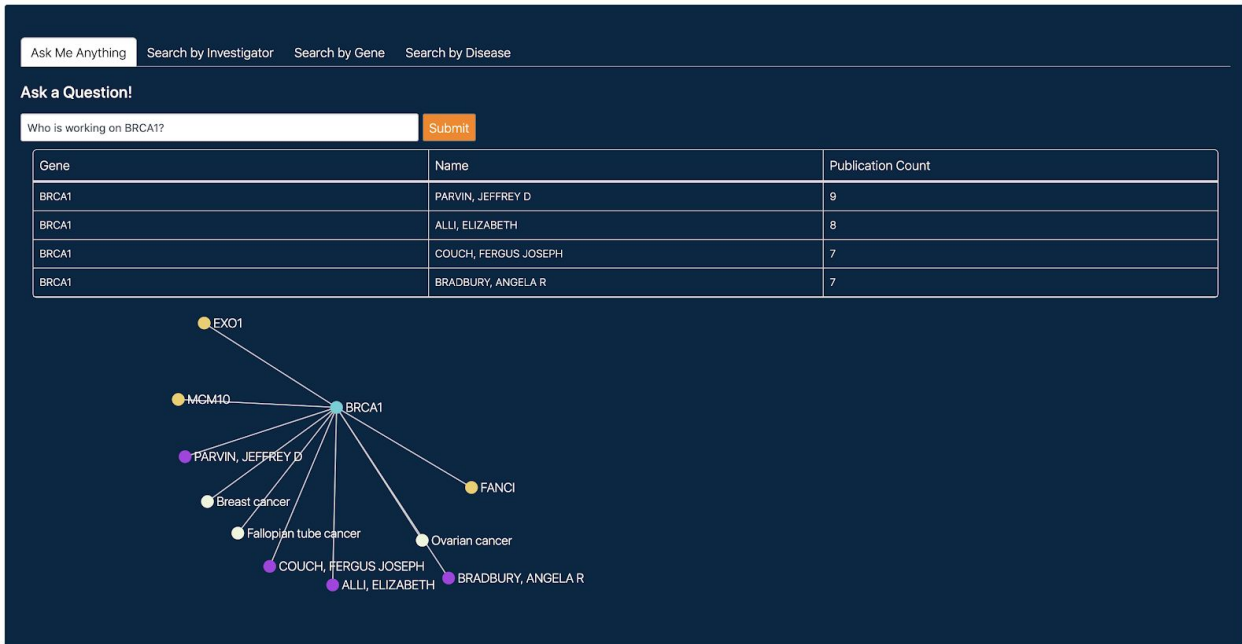 Ask Me Anything Search by Investigator Search by Gene Search by Disease
Ask a Question!
Who is working on BRCA1? Submit
Gene Name Publication Count
BRCA1 PARVIN, JEFFREY D 9
BRCA1 ALLI, ELIZABETH 8
BRCA1 COUCH, FERGUS JOSEPH 7
BRCA1 BRADBURY, ANGELA R 7
EXO1
MCM10
BRCA1
PARVIN, JEFFREY D
FANCI
Breast cancer
Fallopian tube cancer
Ovarian cancer
COUCH, FERGUS JOSEPH
BRADBURY, ANGELA R
ALLI, ELIZABETH